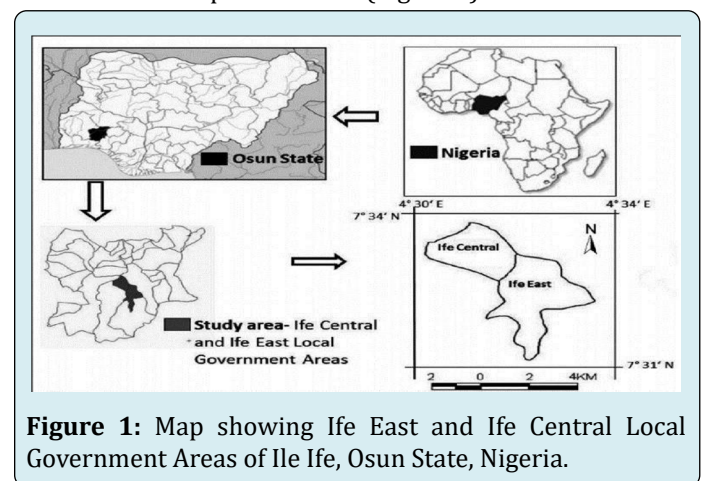 Osun State
Nigeria
4° 30′ E
4° 34′ E
7° 34′ N
N
Ife Central
Ife East
Study area- Ife Central
and Ife East Local
Government Areas
7° 31′ N
2 0 2 4KM
Figure 1: Map showing Ife East and Ife Central Local
Government Areas of Ile Ife, Osun State, Nigeria.